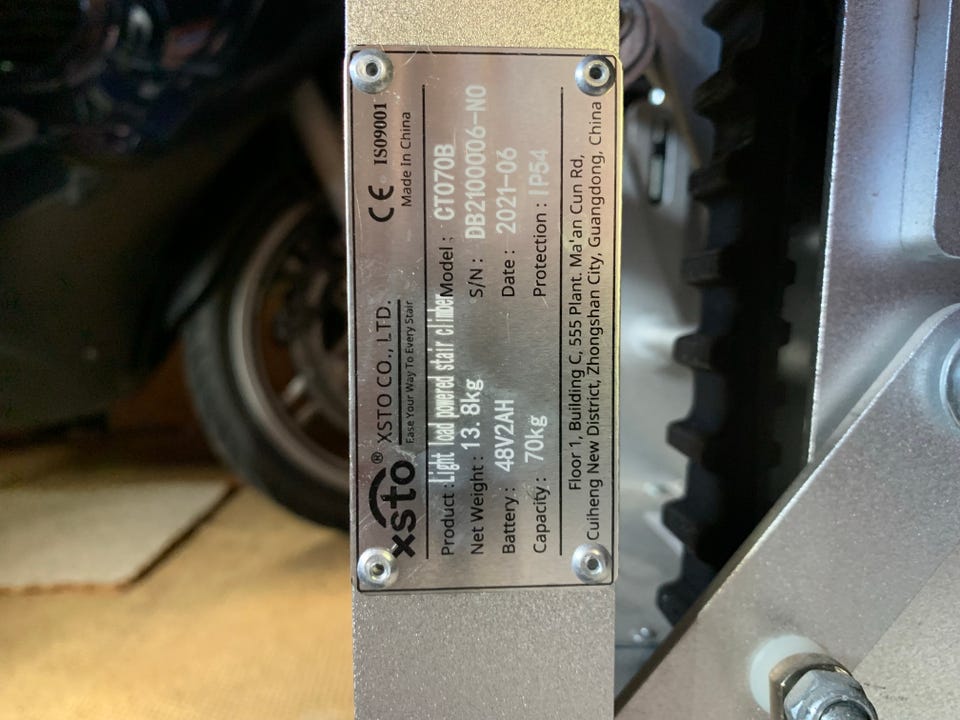 xsto® XSTO CO., LTD.
Ease Your Way To Every Stair
CE ISO9001
Made In China
Product : Light load powered stair climber
Model : CT070B
Net Weight : 13.8kg
S/N : DB2100006-NO
Battery : 48V2AH
Date : 2021-06
Capacity : 70kg
Protection : IP54
Floor 1, Building C, 555 Plant. Ma'an Cun Rd,
Cuiheng New District, Zhongshan City, Guangdong, China